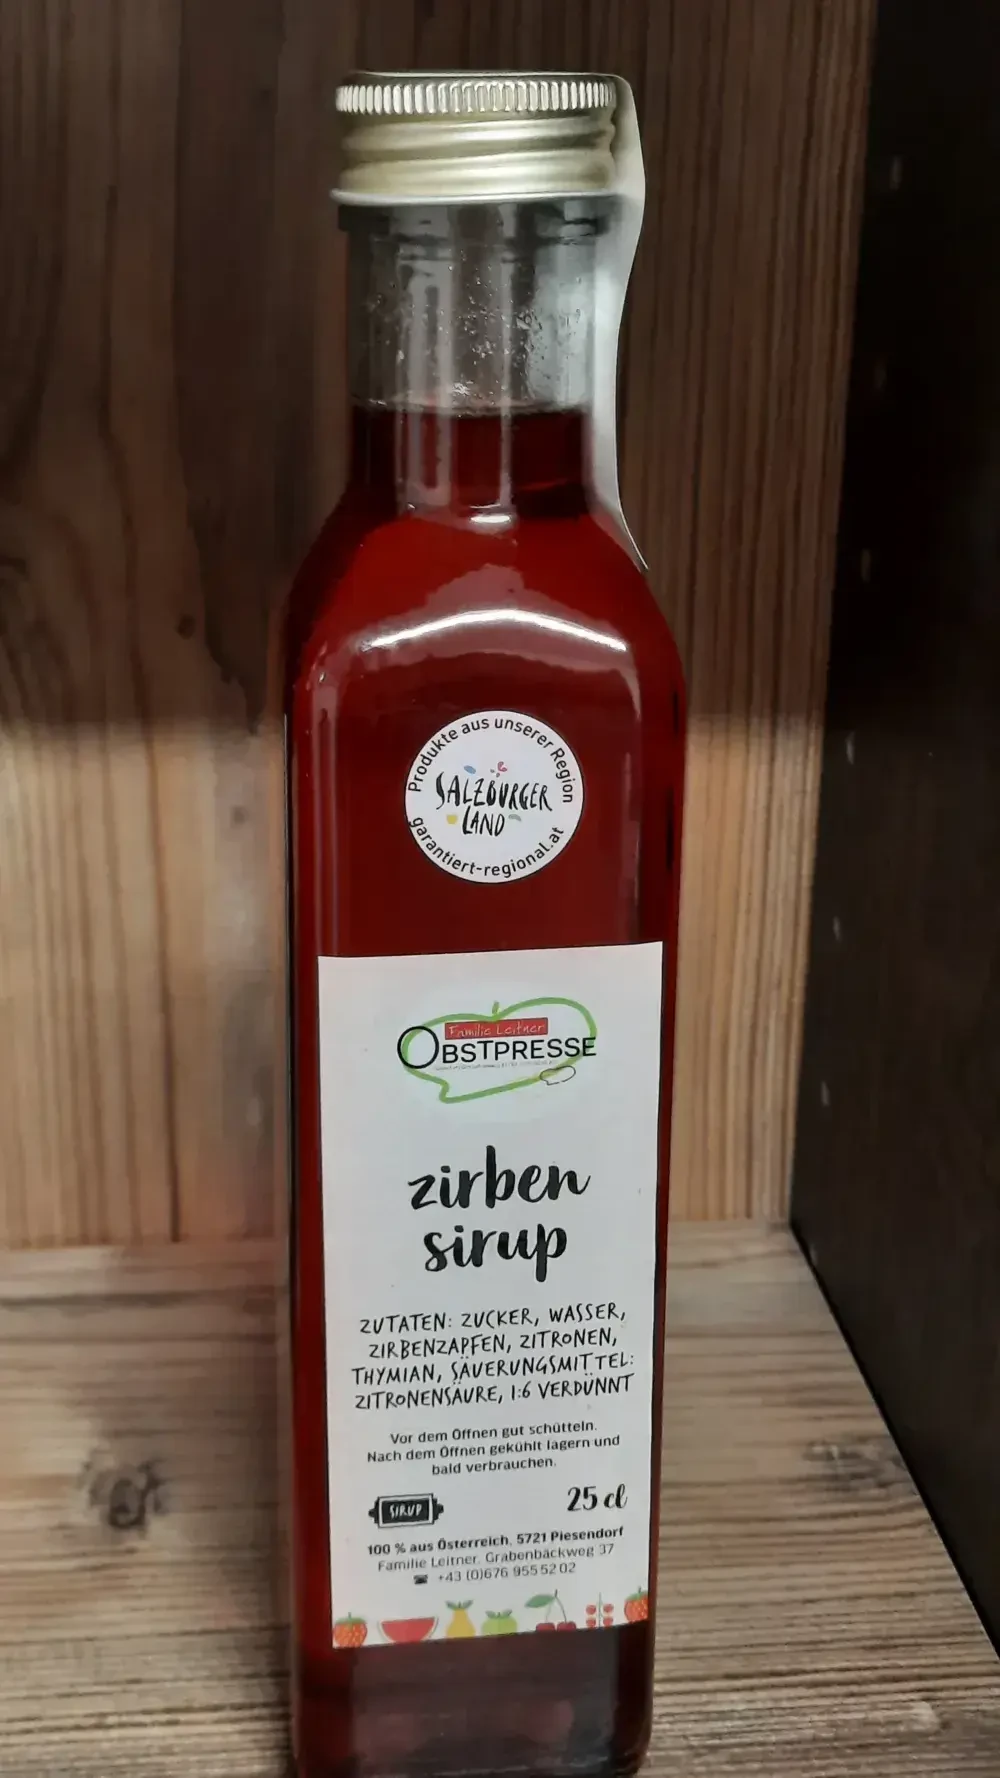 Produkte aus unserer Region
SALZBURGER
LAND
garantiert-regional.at
Familie Leitner
OBSTPRESSE
zirben
sirup
ZUTATEN: ZUCKER, WASSER,
ZIRBENZAPFEN, ZITRONEN,
THYMIAN, SÄUERUNGSMITTEL:
ZITRONENSÄURE, 1:6 VERDÜNNT
Vor dem Öffnen gut schütteln.
Nach dem Öffnen gekühlt lagern und
bald verbrauchen.
SIRUP
25 cl
100 % aus Österreich, 5721 Piesendorf
Familie Leitner, Grabenbäckweg 37
+43 (0)676 955 52 02